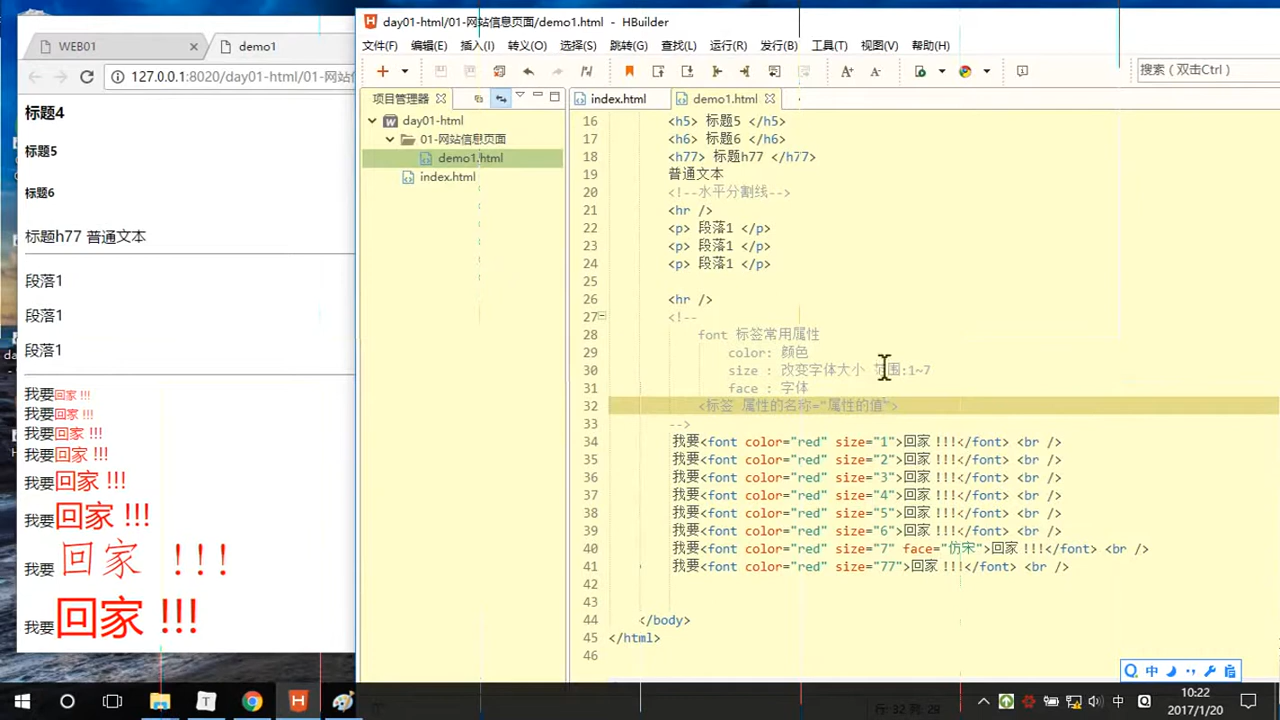 day01-html/01-网站信息页面/demo1.html - HBuilder
WEB01
demo1
文件(F) 编辑(E) 插入(I) 转义(O) 选择(S) 跳转(G) 查找(L) 运行(R) 发行(B) 工具(T) 视图(V) 帮助(H)
127.0.0.1:8020/day01-html/01-网站信
搜索（双击Ctrl）
项目管理器
index.html
demo1.html
day01-html
01-网站信息页面
demo1.html
index.html
标题4
标题5
标题6
标题h77 普通文本
段落1
段落1
段落1
我要回家 !!!
我要回家 !!!
我要回家 !!!
我要回家 !!!
我要回家 !!!
我要回家 !!!
我要回家 !!!
我要回家 !!!
16 <h5> 标题5 </h5>
17 <h6> 标题6 </h6>
18 <h77> 标题h77 </h77>
19 普通文本
20 <!--水平分割线-->
21 <hr />
22 <p> 段落1 </p>
23 <p> 段落1 </p>
24 <p> 段落1 </p>
25
26 <hr />
27 <!--
28 font 标签常用属性
29 color: 颜色
30 size : 改变字体大小 范围:1~7
31 face : 字体
32 <标签 属性的名称="属性的值">
33 -->
34 我要<font color="red" size="1">回家 !!!</font> <br />
35 我要<font color="red" size="2">回家 !!!</font> <br />
36 我要<font color="red" size="3">回家 !!!</font> <br />
37 我要<font color="red" size="4">回家 !!!</font> <br />
38 我要<font color="red" size="5">回家 !!!</font> <br />
39 我要<font color="red" size="6">回家 !!!</font> <br />
40 我要<font color="red" size="7" face="仿宋">回家 !!!</font> <br />
41 我要<font color="red" size="77">回家 !!!</font> <br />
42
43
44 </body>
45 </html>
46
中
中
10:22
2017/1/20